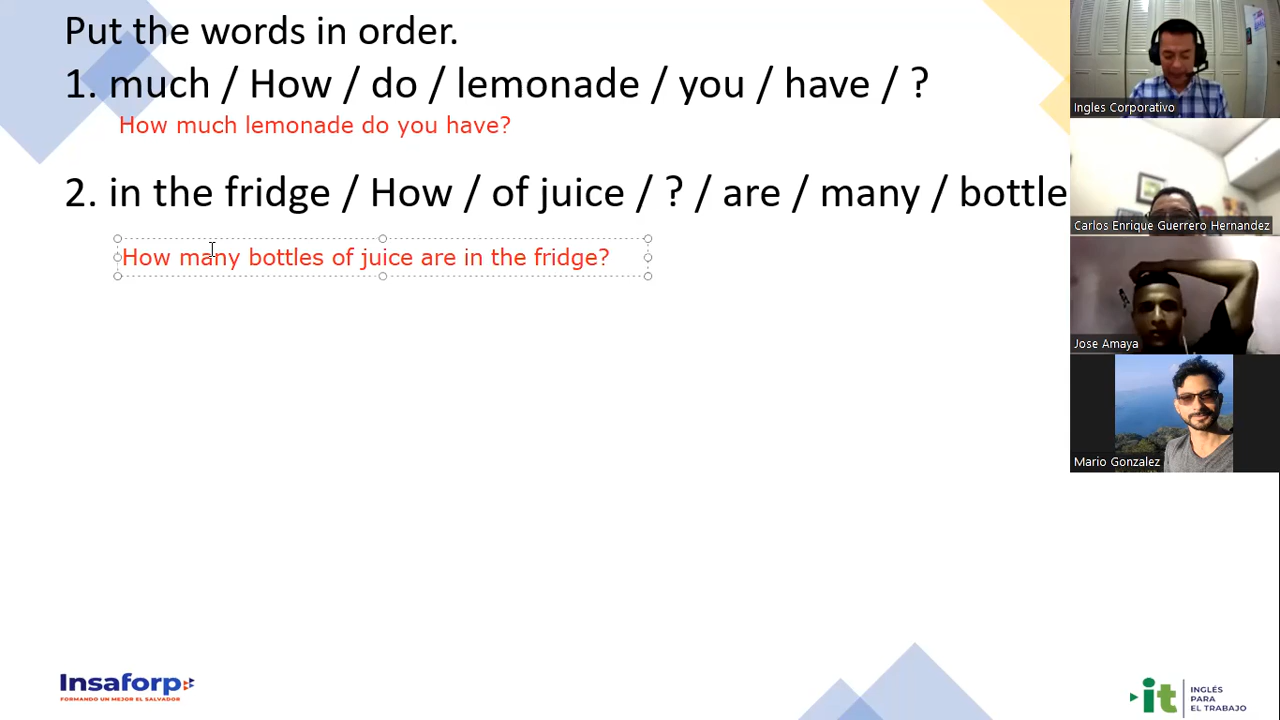 Put the words in order.
1. much / How / do / lemonade / you / have / ?
How much lemonade do you have?
2. in the fridge / How / of juice / ? / are / many / bottle
How many bottles of juice are in the fridge?
Ingles Corporativo
Carlos Enrique Guerrero Hernandez
Jose Amaya
Mario Gonzalez
Insaforp
FORMANDO UN MEJOR EL SALVADOR
it
INGLÉS
PARA
EL TRABAJO